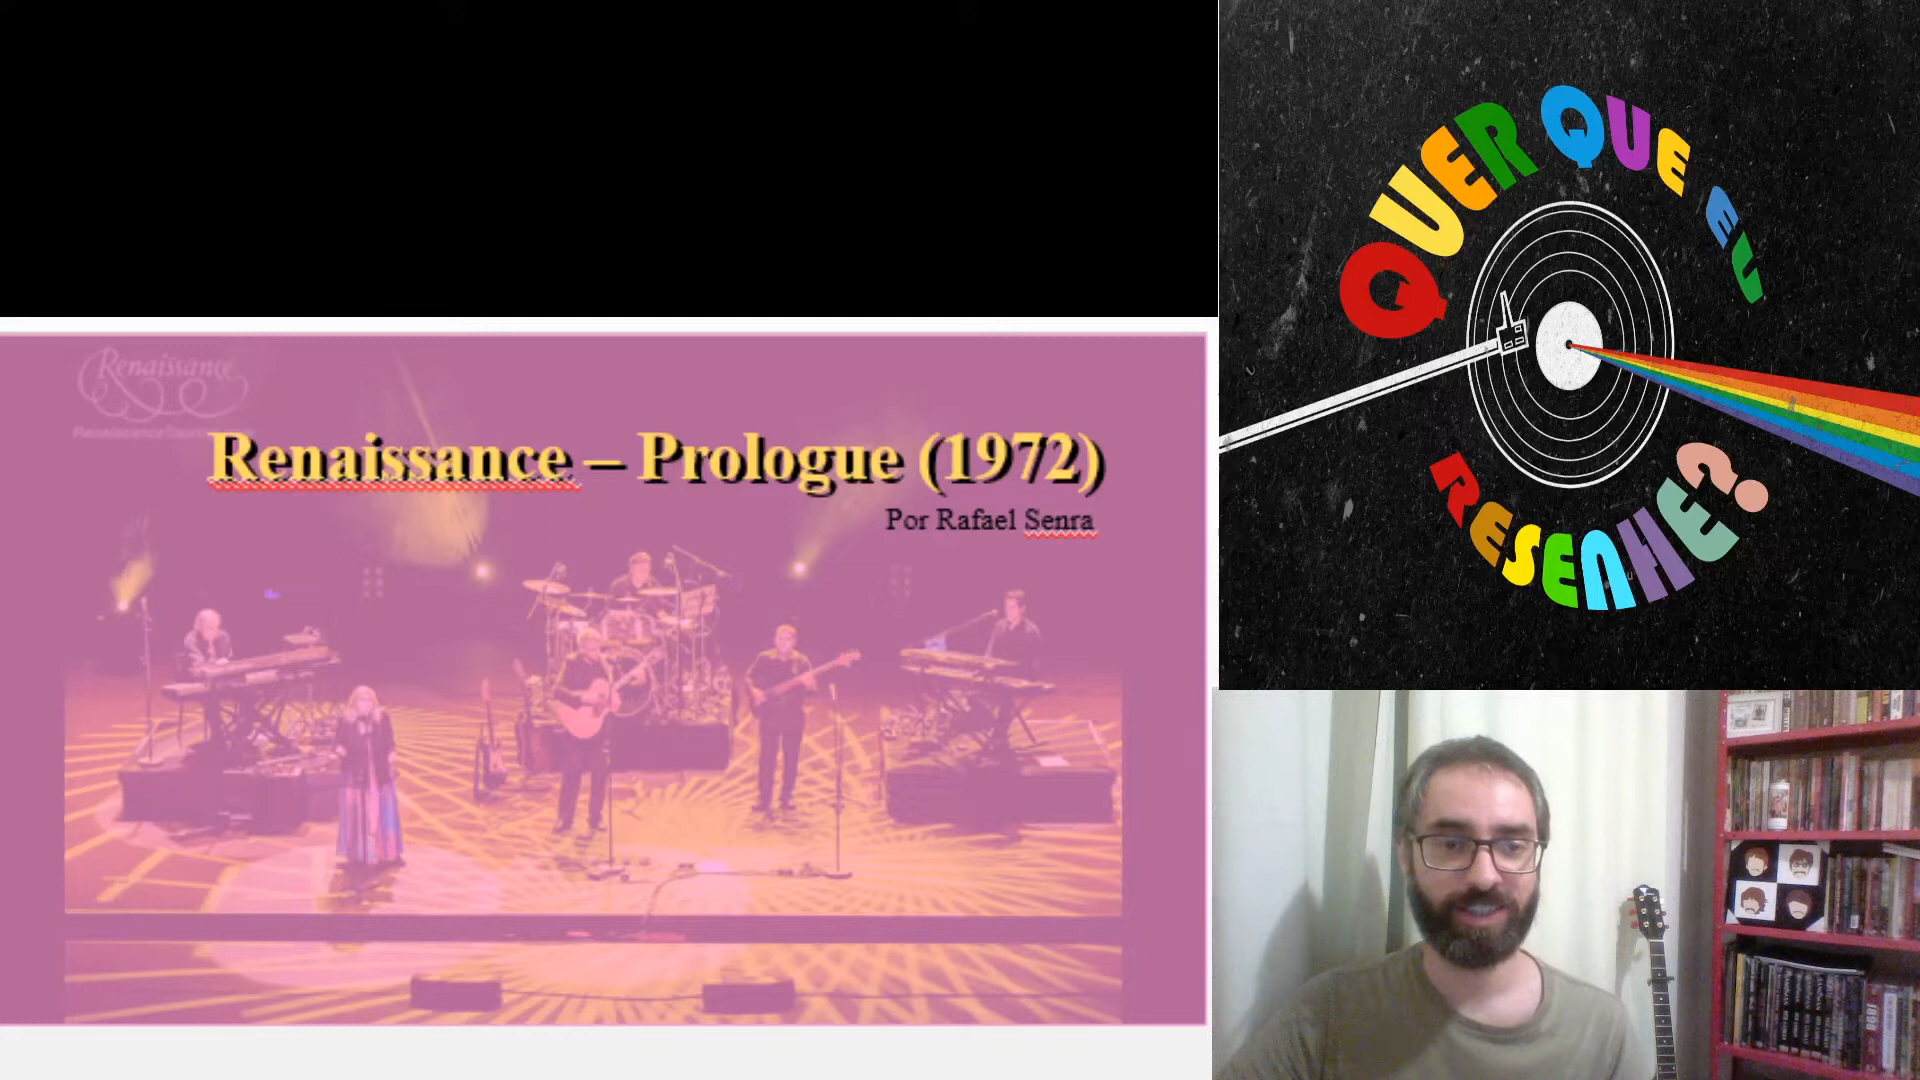 Renaissance
Renaissance – Prologue (1972)
Por Rafael Senra
QUER QUE EU
RESENHE?